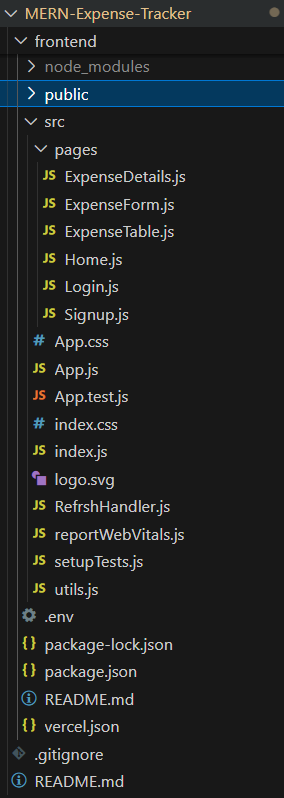 MERN-Expense-Tracker
frontend
node_modules
public
src
pages
JS ExpenseDetails.js
JS ExpenseForm.js
JS ExpenseTable.js
JS Home.js
JS Login.js
JS Signup.js
# App.css
JS App.js
JS App.test.js
# index.css
JS index.js
logo.svg
JS RefrshHandler.js
JS reportWebVitals.js
JS setupTests.js
JS utils.js
.env
{} package-lock.json
{} package.json
README.md
{} vercel.json
.gitignore
README.md